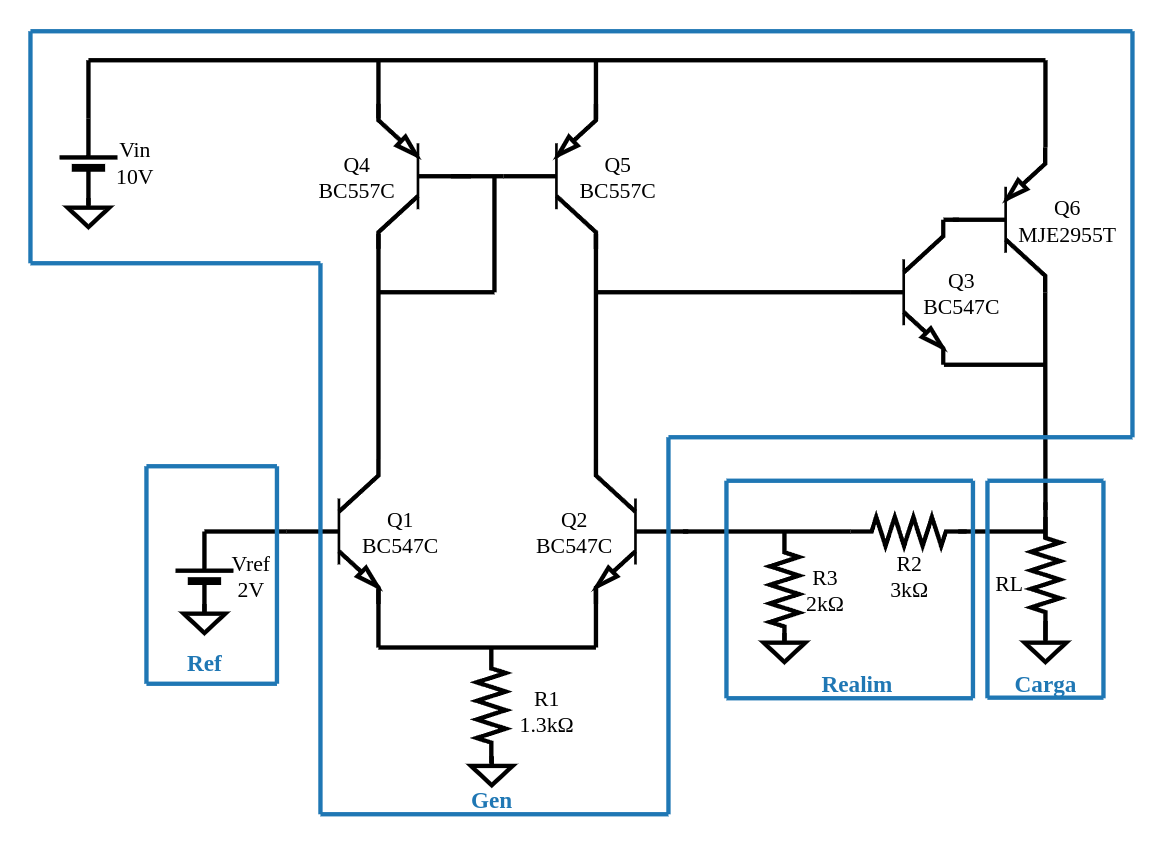 Vin
10V
Q4
BC557C
Q5
BC557C
Q6
MJE2955T
Q3
BC547C
Q1
BC547C
Q2
BC547C
Vref
2V
Ref
R3
2kΩ
R2
3kΩ
RL
Realim
Carga
R1
1.3kΩ
Gen